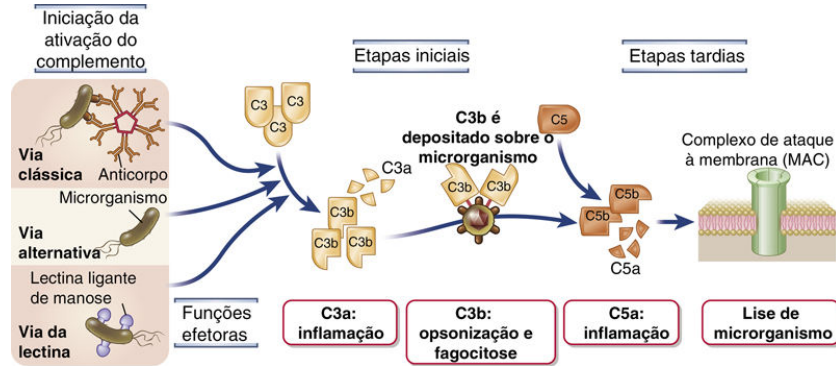 Iniciação da
ativação do
complemento
Etapas iniciais
Etapas tardias
Via
clássica
Anticorpo
Microrganismo
Via
alternativa
Lectina ligante
de manose
Via da
lectina
Funções
efetoras
C3
C3
C3
C3a
C3b
C3b
C3b
C3b é
depositado sobre o
microrganismo
C3b
C3b
C5
C5b
C5b
C5a
Complexo de ataque
à membrana (MAC)
C3a:
inflamação
C3b:
opsonização e
fagocitose
C5a:
inflamação
Lise de
microrganismo